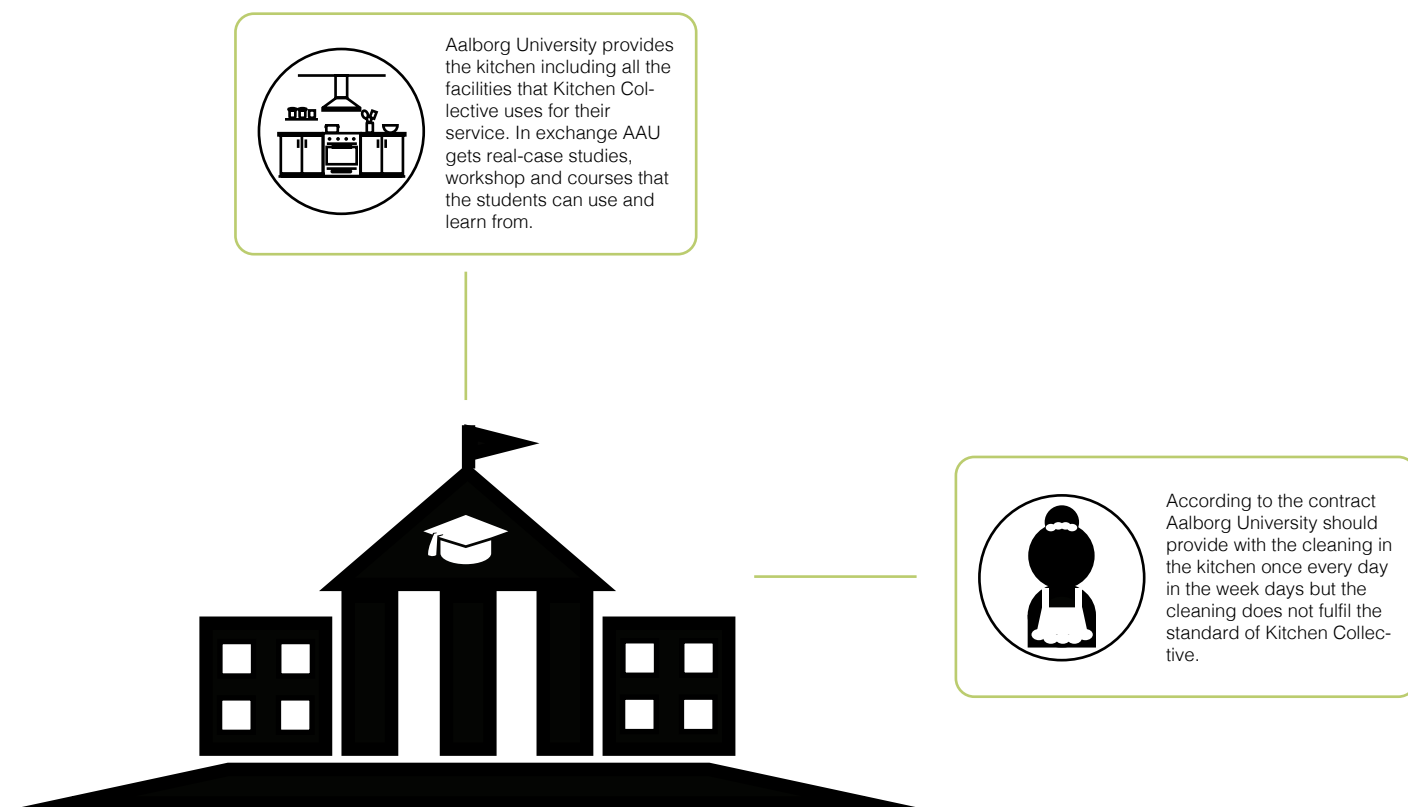 Aalborg University provides
the kitchen including all the
facilities that Kitchen Col-
lective uses for their
service. In exchange AAU
gets real-case studies,
workshop and courses that
the students can use and
learn from.
According to the contract
Aalborg University should
provide with the cleaning in
the kitchen once every day
in the week days but the
cleaning does not fulfil the
standard of Kitchen Collec-
tive.